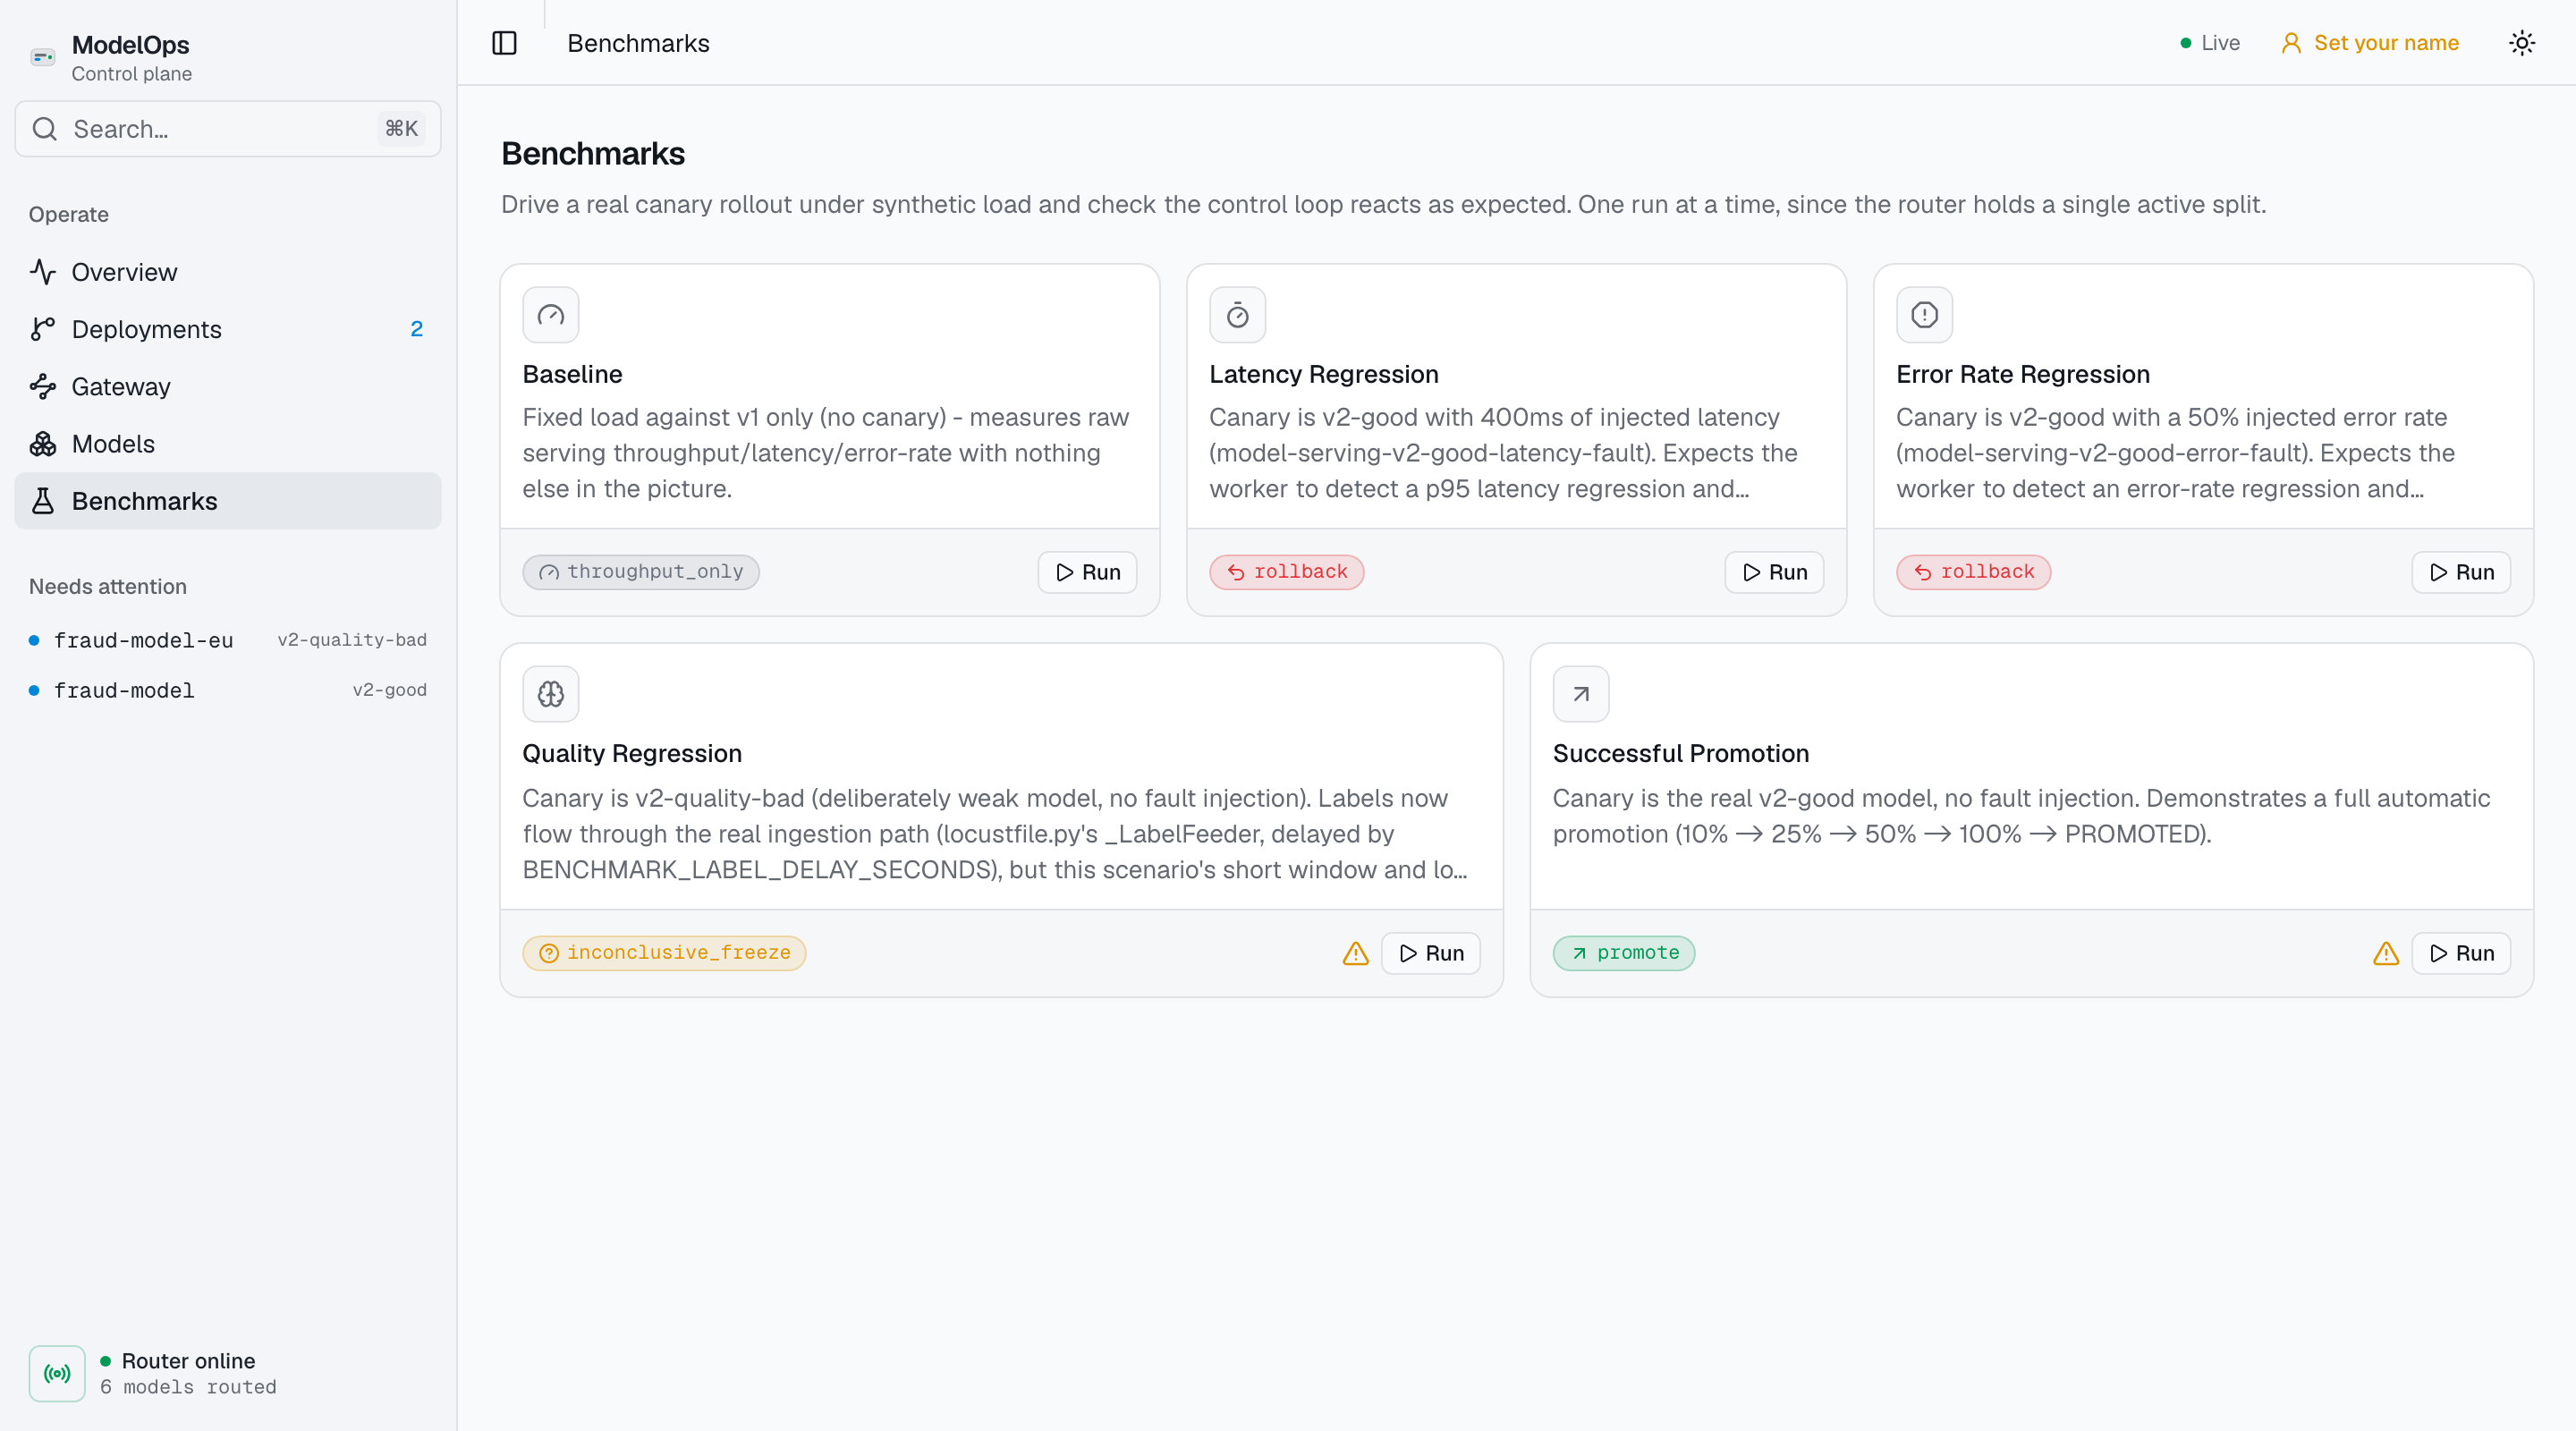 ModelOps
Control plane
Search...
⌘K
Operate
Overview
Deployments 2
Gateway
Models
Benchmarks
Needs attention
fraud-model-eu v2-quality-bad
fraud-model v2-good
Router online
6 models routed
Benchmarks
Live
Set your name
Benchmarks
Drive a real canary rollout under synthetic load and check the control loop reacts as expected. One run at a time, since the router holds a single active split.
Baseline
Fixed load against v1 only (no canary) - measures raw
serving throughput/latency/error-rate with nothing
else in the picture.
throughput_only
Run
Latency Regression
Canary is v2-good with 400ms of injected latency
(model-serving-v2-good-latency-fault). Expects the
worker to detect a p95 latency regression and...
rollback
Run
Error Rate Regression
Canary is v2-good with a 50% injected error rate
(model-serving-v2-good-error-fault). Expects the
worker to detect an error-rate regression and...
rollback
Run
Quality Regression
Canary is v2-quality-bad (deliberately weak model, no fault injection). Labels now
flow through the real ingestion path (locustfile.py's _LabelFeeder, delayed by
BENCHMARK_LABEL_DELAY_SECONDS), but this scenario's short window and lo...
inconclusive_freeze
Run
Successful Promotion
Canary is the real v2-good model, no fault injection. Demonstrates a full automatic
promotion (10% → 25% → 50% → 100% → PROMOTED).
promote
Run